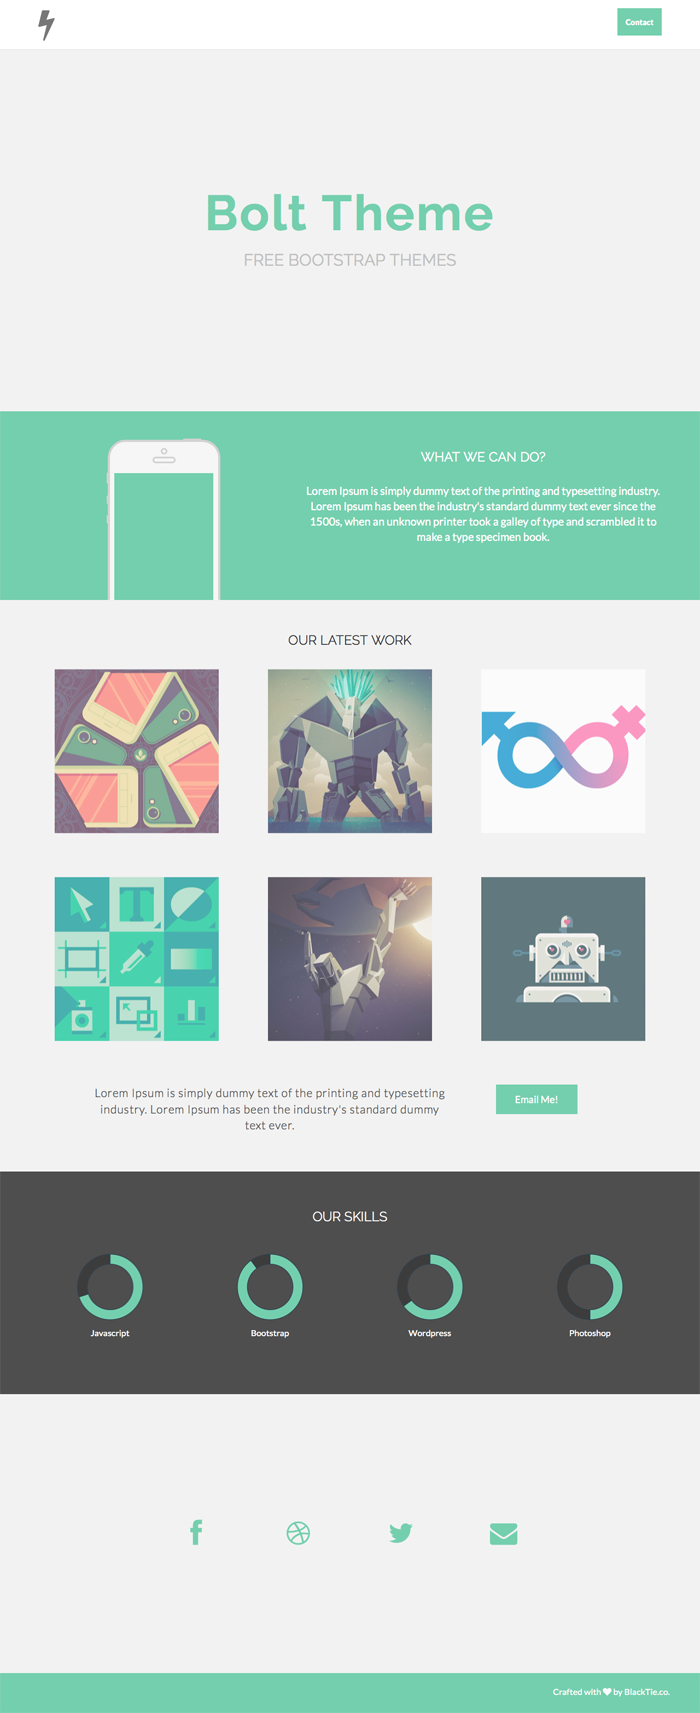 Contact
Bolt Theme
FREE BOOTSTRAP THEMES
WHAT WE CAN DO?
Lorem Ipsum is simply dummy text of the printing and typesetting industry.
Lorem Ipsum has been the industry's standard dummy text ever since the
1500s, when an unknown printer took a galley of type and scrambled it to
make a type specimen book.
OUR LATEST WORK
T
Lorem Ipsum is simply dummy text of the printing and typesetting
industry. Lorem Ipsum has been the industry's standard dummy
text ever.
Email Me!
OUR SKILLS
Javascript
Bootstrap
Wordpress
Photoshop
Crafted with ♥ by BlackTie.co.